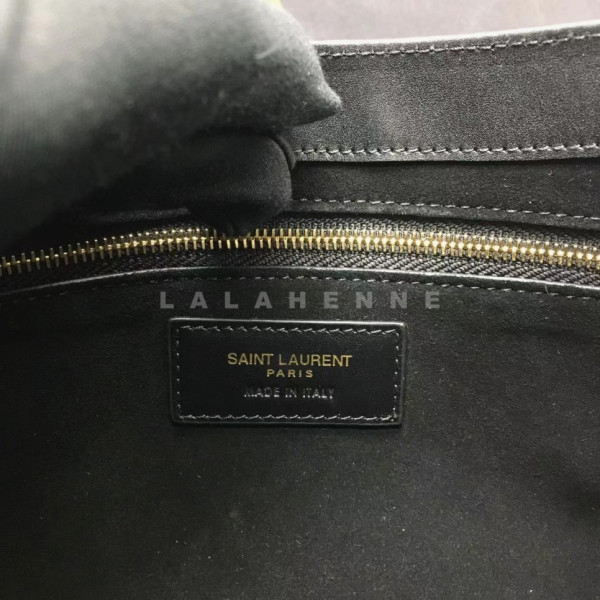 LALAHENNE
SAINT LAURENT
PARIS
MADE IN ITALY